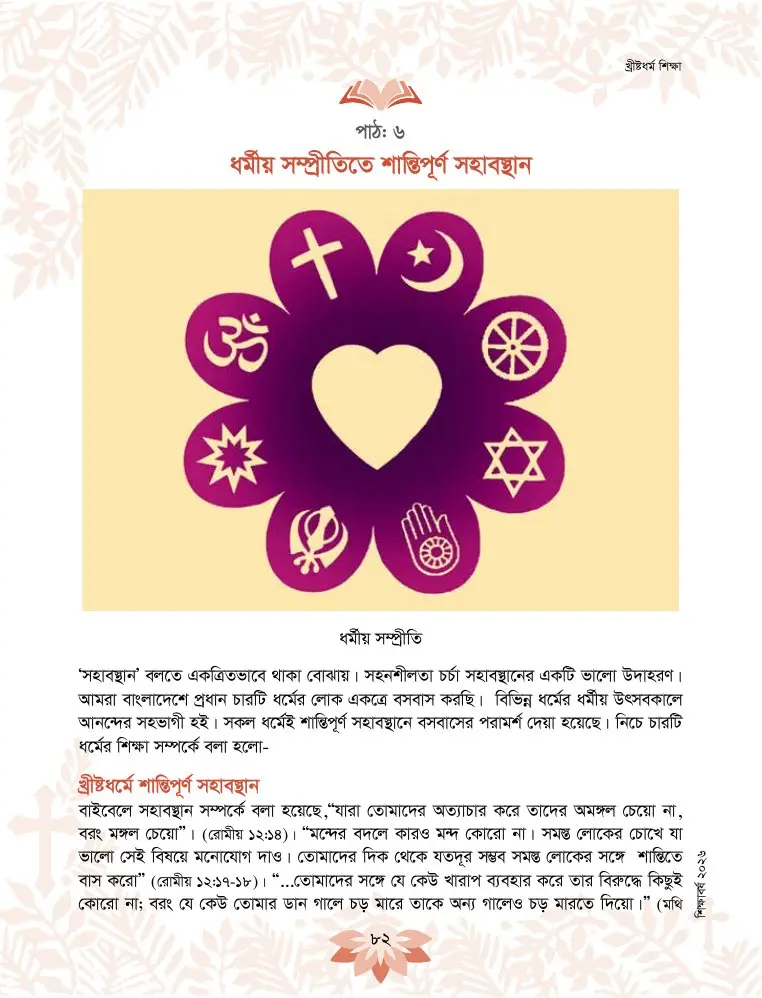 খ্রীষ্টধর্ম শিক্ষা
পাঠ: ৬
ধর্মীয় সম্প্রীতিতে শান্তিপূর্ণ সহাবস্থান
ধর্মীয় সম্প্রীতি
‘সহাবস্থান’ বলতে একত্রিতভাবে থাকা বোঝায়। সহনশীলতা চর্চা সহাবস্থানের একটি ভালো উদাহরণ।
আমরা বাংলাদেশে প্রধান চারটি ধর্মের লোক একত্রে বসবাস করছি। বিভিন্ন ধর্মের ধর্মীয় উৎসবকালে
আনন্দের সহভাগী হই। সকল ধর্মেই শান্তিপূর্ণ সহাবস্থানে বসবাসের পরামর্শ দেয়া হয়েছে। নিচে চারটি
ধর্মের শিক্ষা সম্পর্কে বলা হলো-
খ্রীষ্টধর্মে শান্তিপূর্ণ সহাবস্থান
বাইবেলে সহাবস্থান সম্পর্কে বলা হয়েছে,“যারা তোমাদের অত্যাচার করে তাদের অমঙ্গল চেয়ো না,
বরং মঙ্গল চেয়ো”। (রোমীয় ১২:১৪)। “মন্দের বদলে কারও মন্দ কোরো না। সমস্ত লোকের চোখে যা
ভালো সেই বিষয়ে মনোযোগ দাও। তোমাদের দিক থেকে যতদূর সম্ভব সমস্ত লোকের সঙ্গে শান্তিতে
বাস করো” (রোমীয় ১২:১৭-১৮)। “...তোমাদের সঙ্গে যে কেউ খারাপ ব্যবহার করে তার বিরুদ্ধে কিছুই
কোরো না; বরং যে কেউ তোমার ডান গালে চড় মারে তাকে অন্য গালেও চড় মারতে দিয়ো।” (মথি
শিক্ষাবর্ষ ২০২৬
৮২